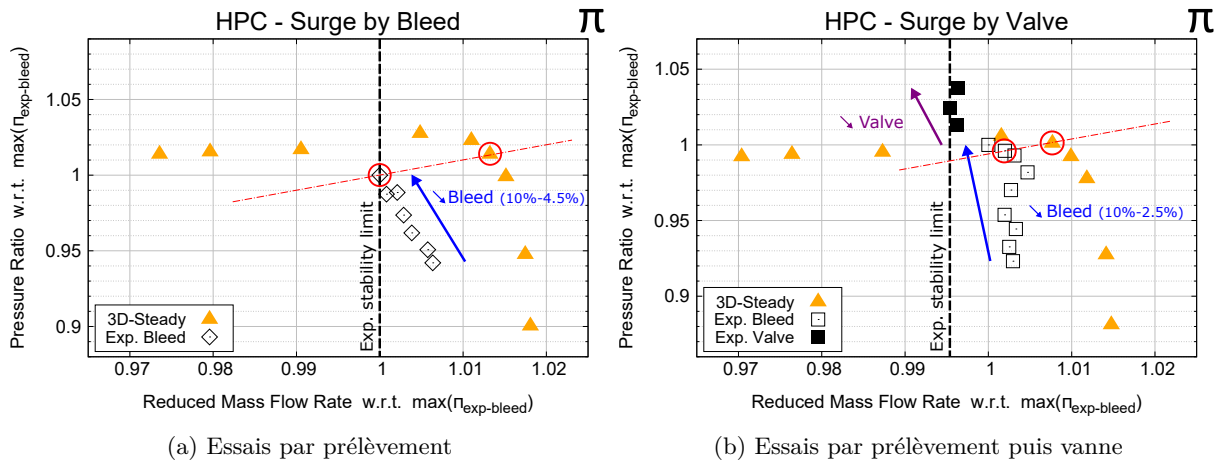 HPC - Surge by Bleed
π
Pressure Ratio w.r.t. max(π_exp-bleed)
1.05
1
0.95
0.9
Exp. stability limit
↘ Bleed (10%-4.5%)
3D-Steady
Exp. Bleed
0.97
0.98
0.99
1
1.01
1.02
Reduced Mass Flow Rate w.r.t. max(π_exp-bleed)
(a) Essais par prélèvement
HPC - Surge by Valve
π
Pressure Ratio w.r.t. max(π_exp-bleed)
1.05
1
0.95
0.9
↘ Valve
Exp. stability limit
↘ Bleed (10%-2.5%)
3D-Steady
Exp. Bleed
Exp. Valve
0.97
0.98
0.99
1
1.01
1.02
Reduced Mass Flow Rate w.r.t. max(π_exp-bleed)
(b) Essais par prélèvement puis vanne